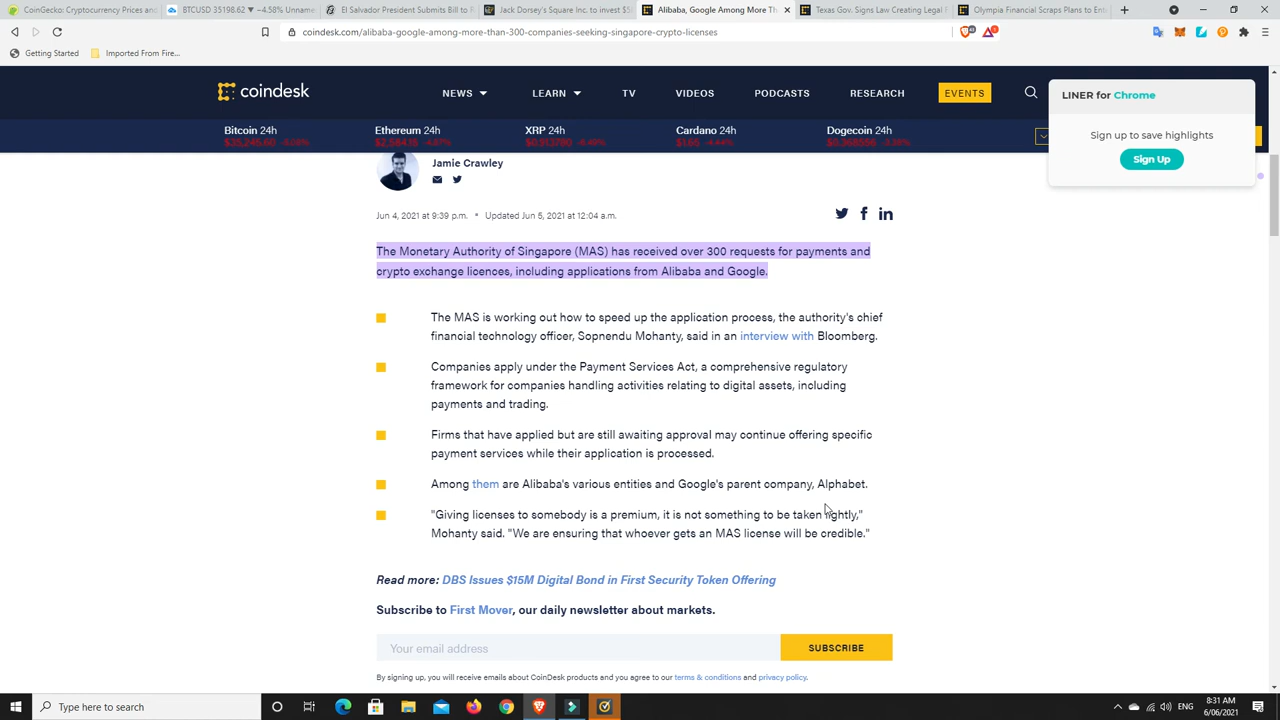 CoinGecko: Cryptocurrency Prices and
BTCUSD 35198.62 ▼ −4.58% Unname
El Salvador President Submits Bill to R
Jack Dorsey's Square, Inc. to invest $5
Alibaba, Google Among More Th
Texas Gov. Signs Law Creating Legal
Olympia Financial Scraps Plans to Ente
coindesk.com/alibaba-google-among-more-than-300-companies-seeking-singapore-crypto-licenses
Getting Started
Imported From Fire...
coindesk
NEWS
LEARN
TV
VIDEOS
PODCASTS
RESEARCH
EVENTS
LINER for Chrome
Sign up to save highlights
Sign Up
Bitcoin 24h
Ethereum 24h
XRP 24h
Cardano 24h
Dogecoin 24h
Jamie Crawley
Jun 4, 2021 at 9:39 p.m. • Updated Jun 5, 2021 at 12:04 a.m.
The Monetary Authority of Singapore (MAS) has received over 300 requests for payments and
crypto exchange licences, including applications from Alibaba and Google.
The MAS is working out how to speed up the application process, the authority's chief
financial technology officer, Sopnendu Mohanty, said in an interview with Bloomberg.
Companies apply under the Payment Services Act, a comprehensive regulatory
framework for companies handling activities relating to digital assets, including
payments and trading.
Firms that have applied but are still awaiting approval may continue offering specific
payment services while their application is processed.
Among them are Alibaba's various entities and Google's parent company, Alphabet.
"Giving licenses to somebody is a premium, it is not something to be taken lightly,"
Mohanty said. "We are ensuring that whoever gets an MAS license will be credible."
Read more: DBS Issues $15M Digital Bond in First Security Token Offering
Subscribe to First Mover, our daily newsletter about markets.
Your email address
SUBSCRIBE
By signing up, you will receive emails about CoinDesk products and you agree to our terms & conditions and privacy policy.
Type here to search
ENG
8:31 AM
6/06/2021